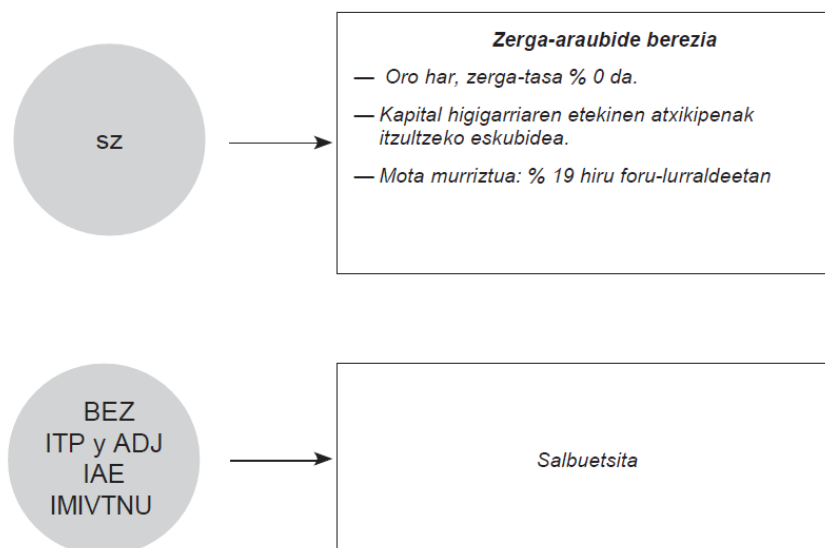 sz
Zerga-araubide berezia
— Oro har, zerga-tasa % 0 da.
— Kapital higigarriaren etekinen atxikipenak
itzultzeko eskubidea.
— Mota murriztua: % 19 hiru foru-lurraldeetan
BEZ
ITP y ADJ
IAE
IMIVTNU
Salbuetsita